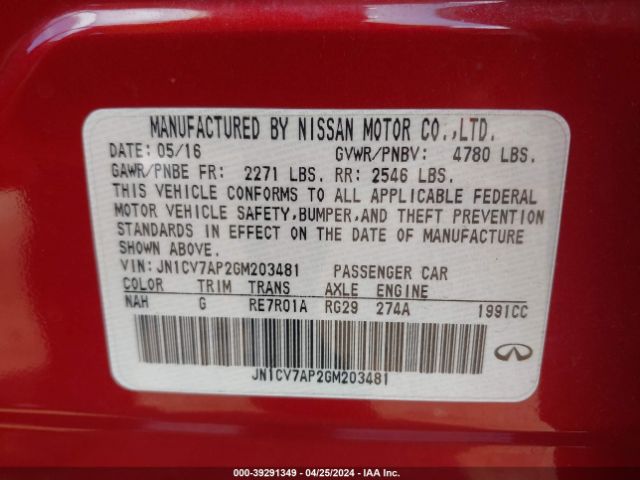 MANUFACTURED BY NISSAN MOTOR CO.,LTD.
DATE: 05/16 GVWR/PNBV: 4780 LBS.
GAWR/PNBE FR: 2271 LBS. RR: 2546 LBS.
THIS VEHICLE CONFORMS TO ALL APPLICABLE FEDERAL
MOTOR VEHICLE SAFETY,BUMPER,AND THEFT PREVENTION
STANDARDS IN EFFECT ON THE DATE OF MANUFACTURE
SHOWN ABOVE.
VIN: JN1CV7AP2GM203481 PASSENGER CAR
COLOR TRIM TRANS AXLE ENGINE
NAH G RE7R01A RG29 274A 1991CC
JN1CV7AP2GM203481
000-39291349 - 04/25/2024 - IAA Inc.